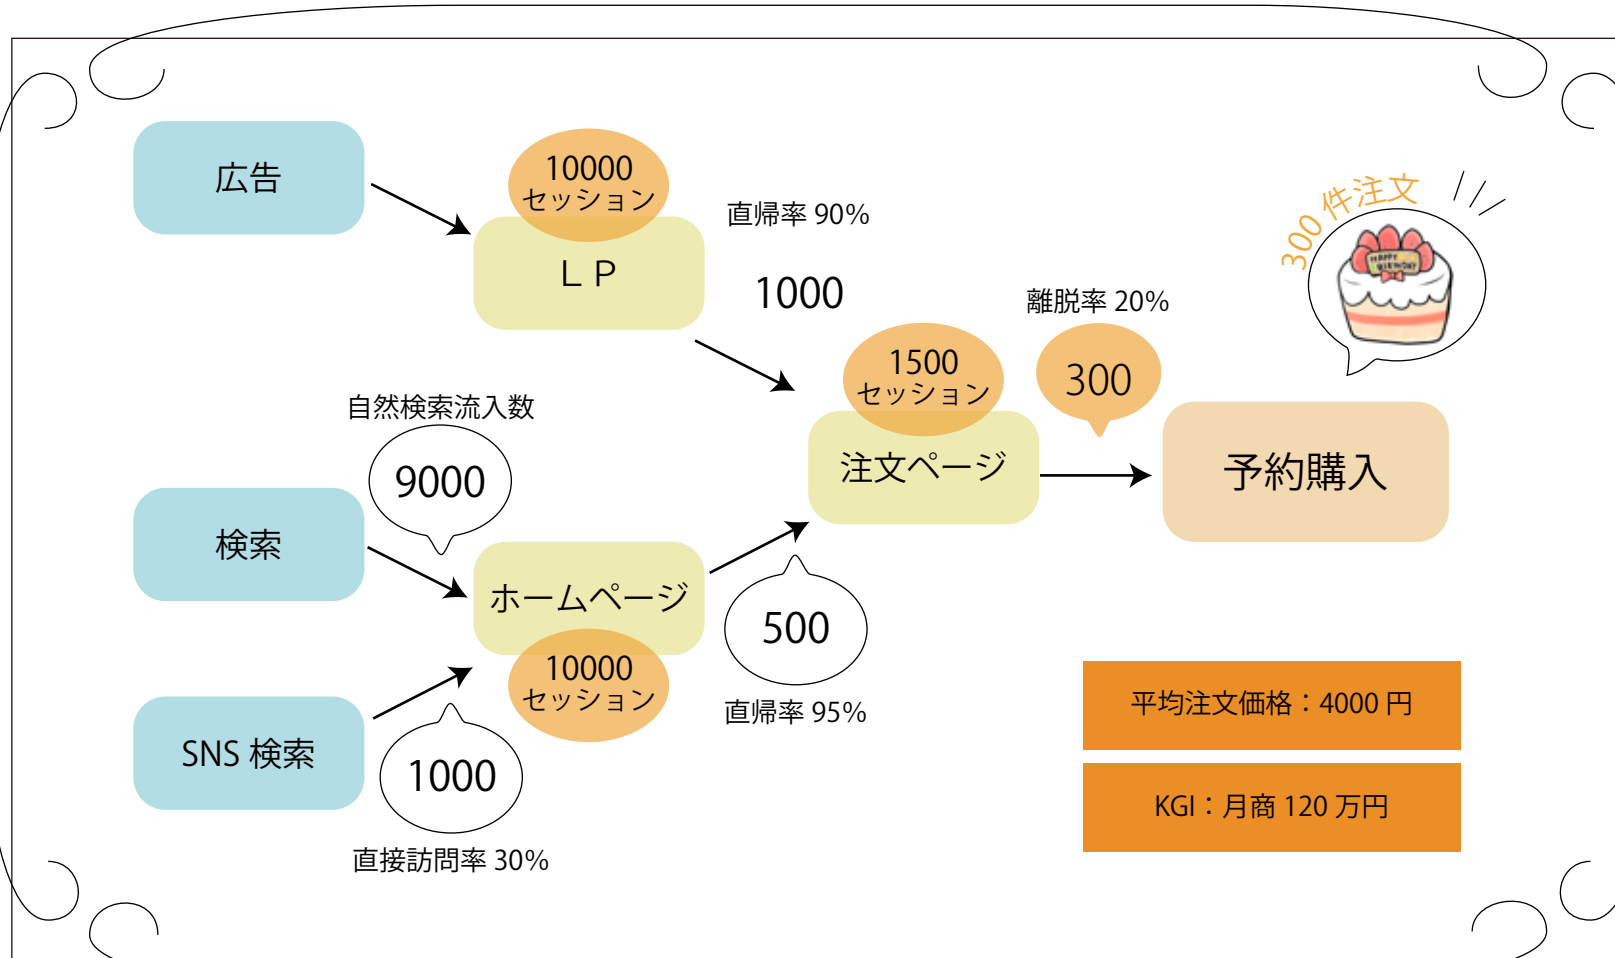 広告
10000
セッション
LP
直帰率 90%
1000
離脱率 20%
300 件注文
HAPPY
BIRTHDAY
1500
セッション
300
注文ページ
予約購入
自然検索流入数
9000
検索
ホームページ
10000
セッション
500
直帰率 95%
SNS 検索
1000
直接訪問率 30%
平均注文価格：4000 円
KGI：月商 120 万円